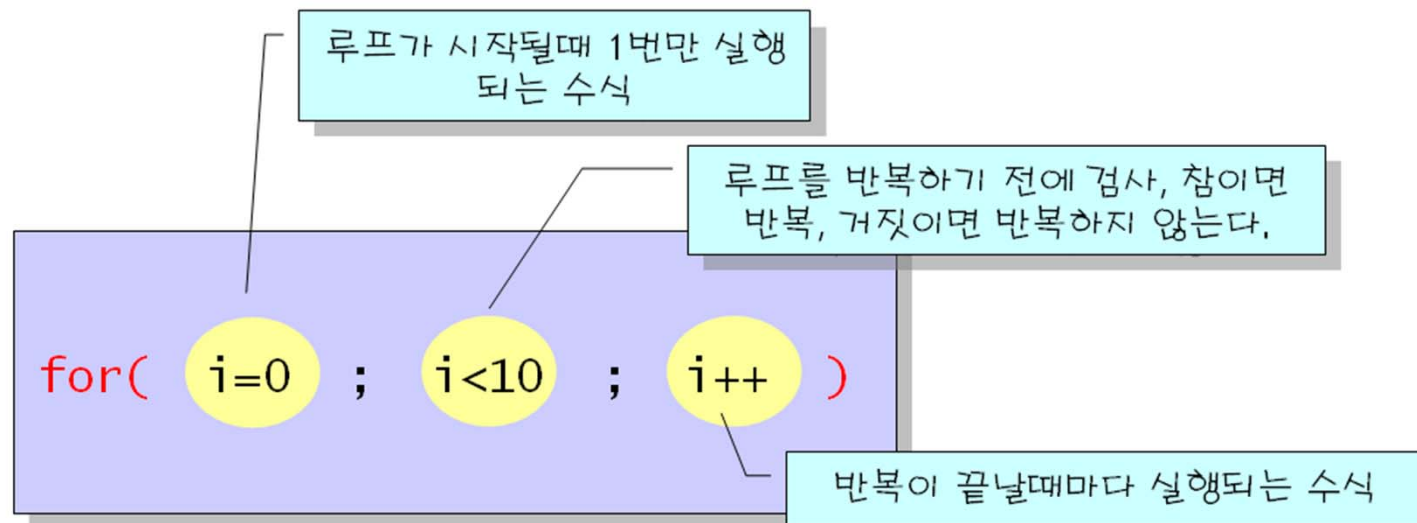 루프가 시작될때 1번만 실행
되는 수식
루프를 반복하기 전에 검사, 참이면
반복, 거짓이면 반복하지 않는다.
for( i=0 ; i<10 ; i++ )
반복이 끝날때마다 실행되는 수식